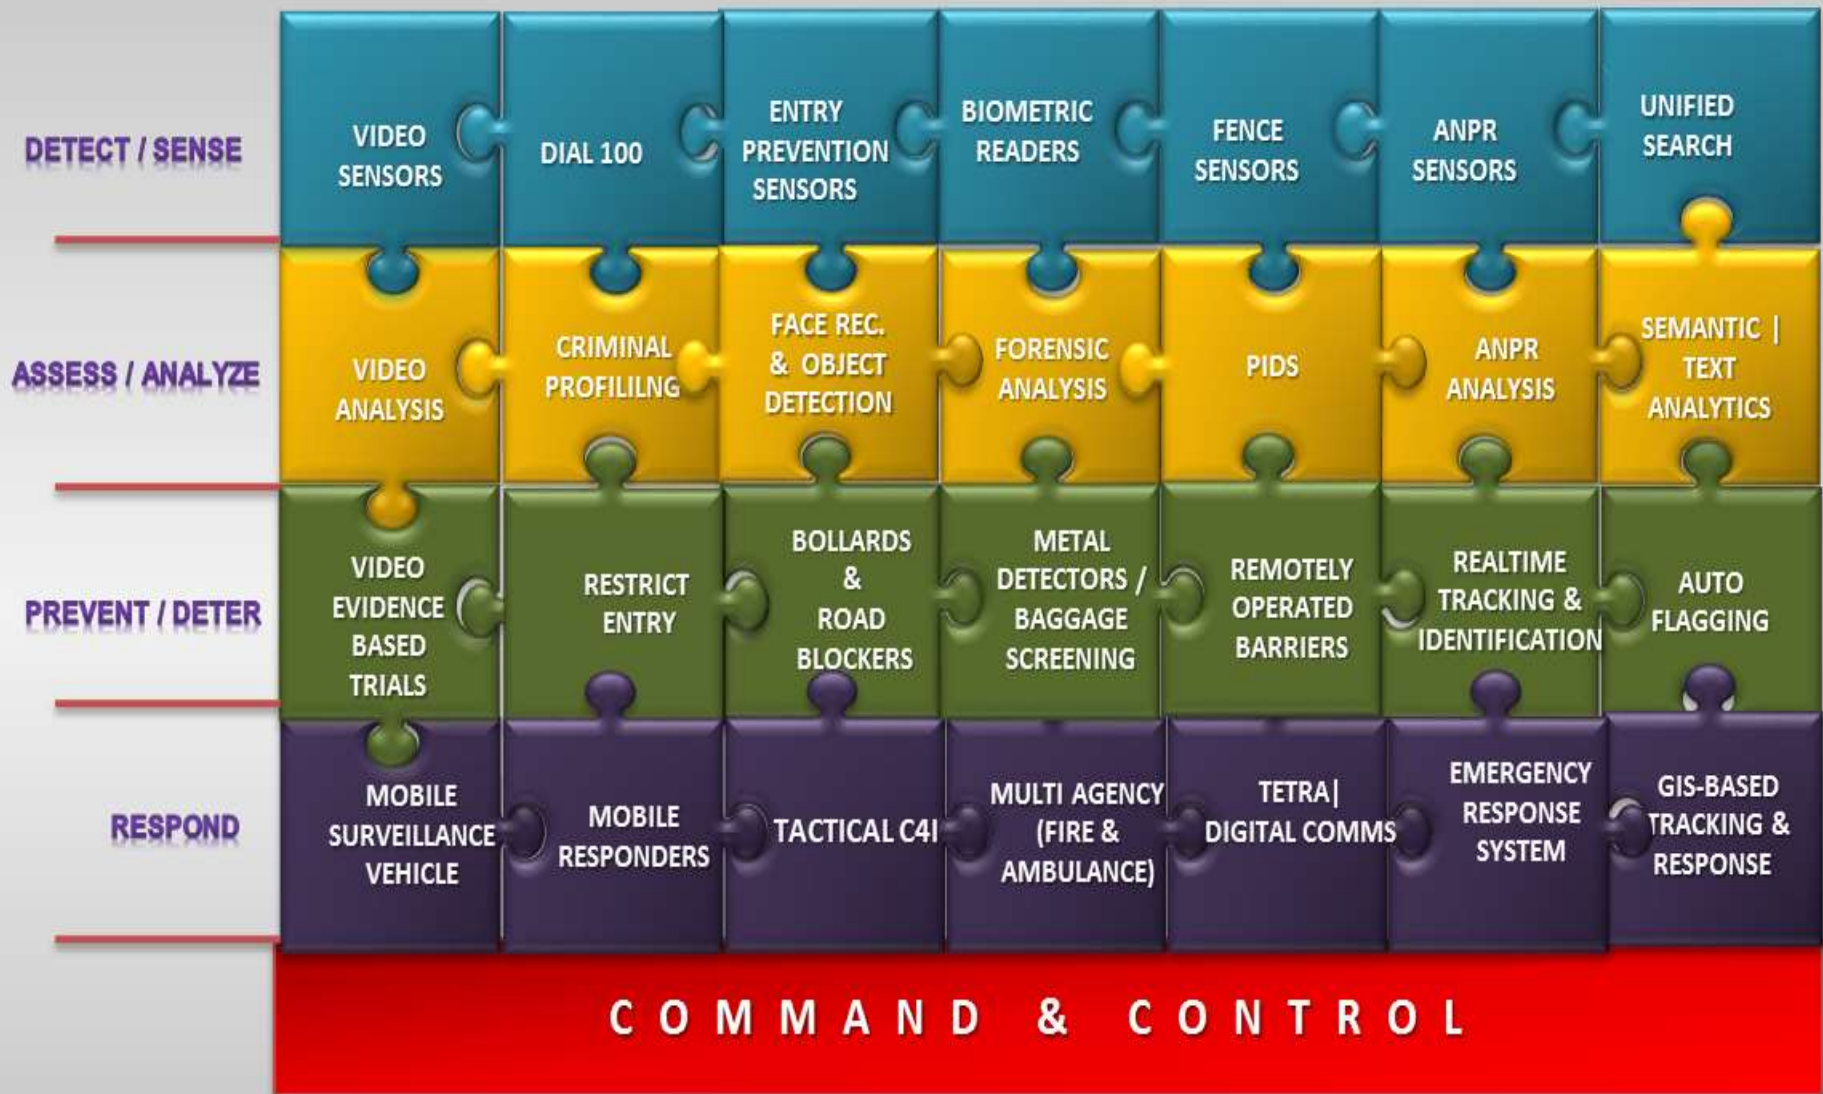 DETECT / SENSE
VIDEO
SENSORS
DIAL 100
ENTRY
PREVENTION
SENSORS
BIOMETRIC
READERS
FENCE
SENSORS
ANPR
SENSORS
UNIFIED
SEARCH
ASSESS / ANALYZE
VIDEO
ANALYSIS
CRIMINAL
PROFILILNG
FACE REC.
& OBJECT
DETECTION
FORENSIC
ANALYSIS
PIDS
ANPR
ANALYSIS
SEMANTIC |
TEXT
ANALYTICS
PREVENT / DETER
VIDEO
EVIDENCE
BASED
TRIALS
RESTRICT
ENTRY
BOLLARDS
&
ROAD
BLOCKERS
METAL
DETECTORS /
BAGGAGE
SCREENING
REMOTELY
OPERATED
BARRIERS
REALTIME
TRACKING &
IDENTIFICATION
AUTO
FLAGGING
RESPOND
MOBILE
SURVEILLANCE
VEHICLE
MOBILE
RESPONDERS
TACTICAL C4I
MULTI AGENCY
(FIRE &
AMBULANCE)
TETRA|
DIGITAL COMMS
EMERGENCY
RESPONSE
SYSTEM
GIS-BASED
TRACKING &
RESPONSE
COMMAND & CONTROL